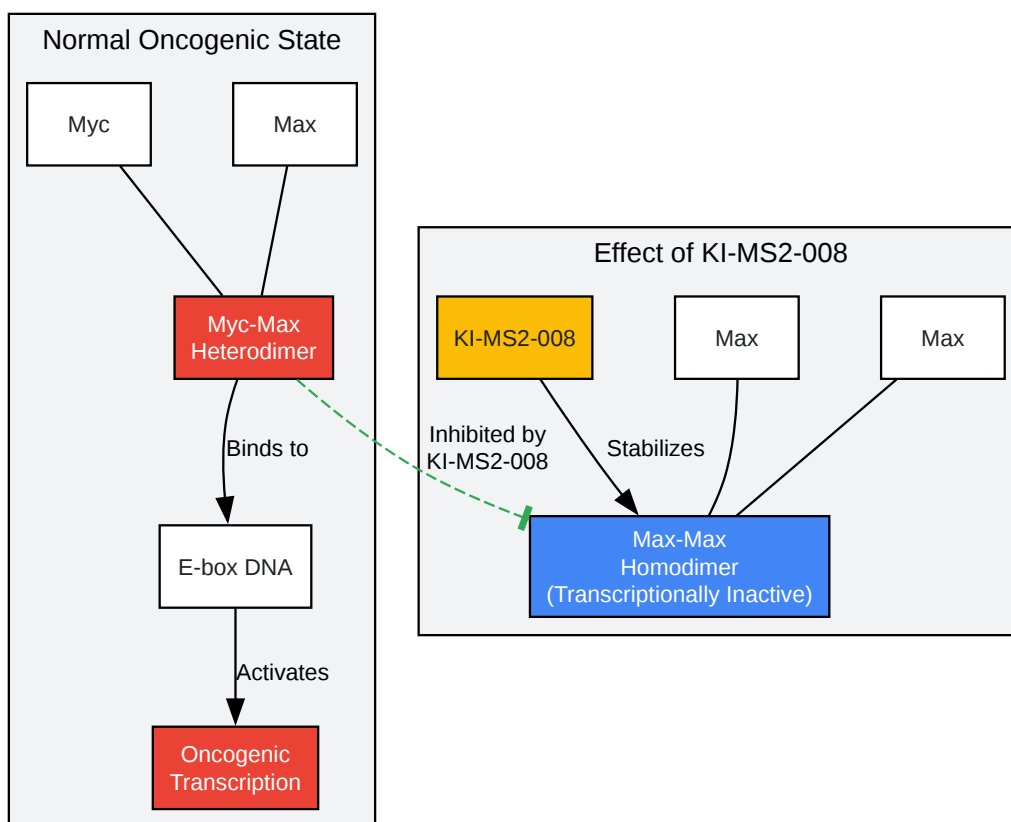 Normal Oncogenic State
Myc
Max
Myc-Max
Heterodimer
Binds to
E-box DNA
Activates
Oncogenic
Transcription
Inhibited by
KI-MS2-008
Effect of KI-MS2-008
KI-MS2-008
Max
Max
Stabilizes
Max-Max
Homodimer
(Transcriptionally Inactive)